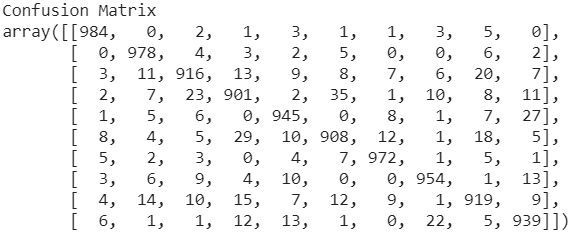 Confusion Matrix
array([[984,   0,   2,   1,   3,   1,   1,   3,   5,   0],
       [  0, 978,   4,   3,   2,   5,   0,   0,   6,   2],
       [  3,  11, 916,  13,   9,   8,   7,   6,  20,   7],
       [  2,   7,  23, 901,   2,  35,   1,  10,   8,  11],
       [  1,   5,   6,   0, 945,   0,   8,   1,   7,  27],
       [  8,   4,   5,  29,  10, 908,  12,   1,  18,   5],
       [  5,   2,   3,   0,   4,   7, 972,   1,   5,   1],
       [  3,   6,   9,   4,  10,   0,   0, 954,   1,  13],
       [  4,  14,  10,  15,   7,  12,   9,   1, 919,   9],
       [  6,   1,   1,  12,  13,   1,   0,  22,   5, 939]])